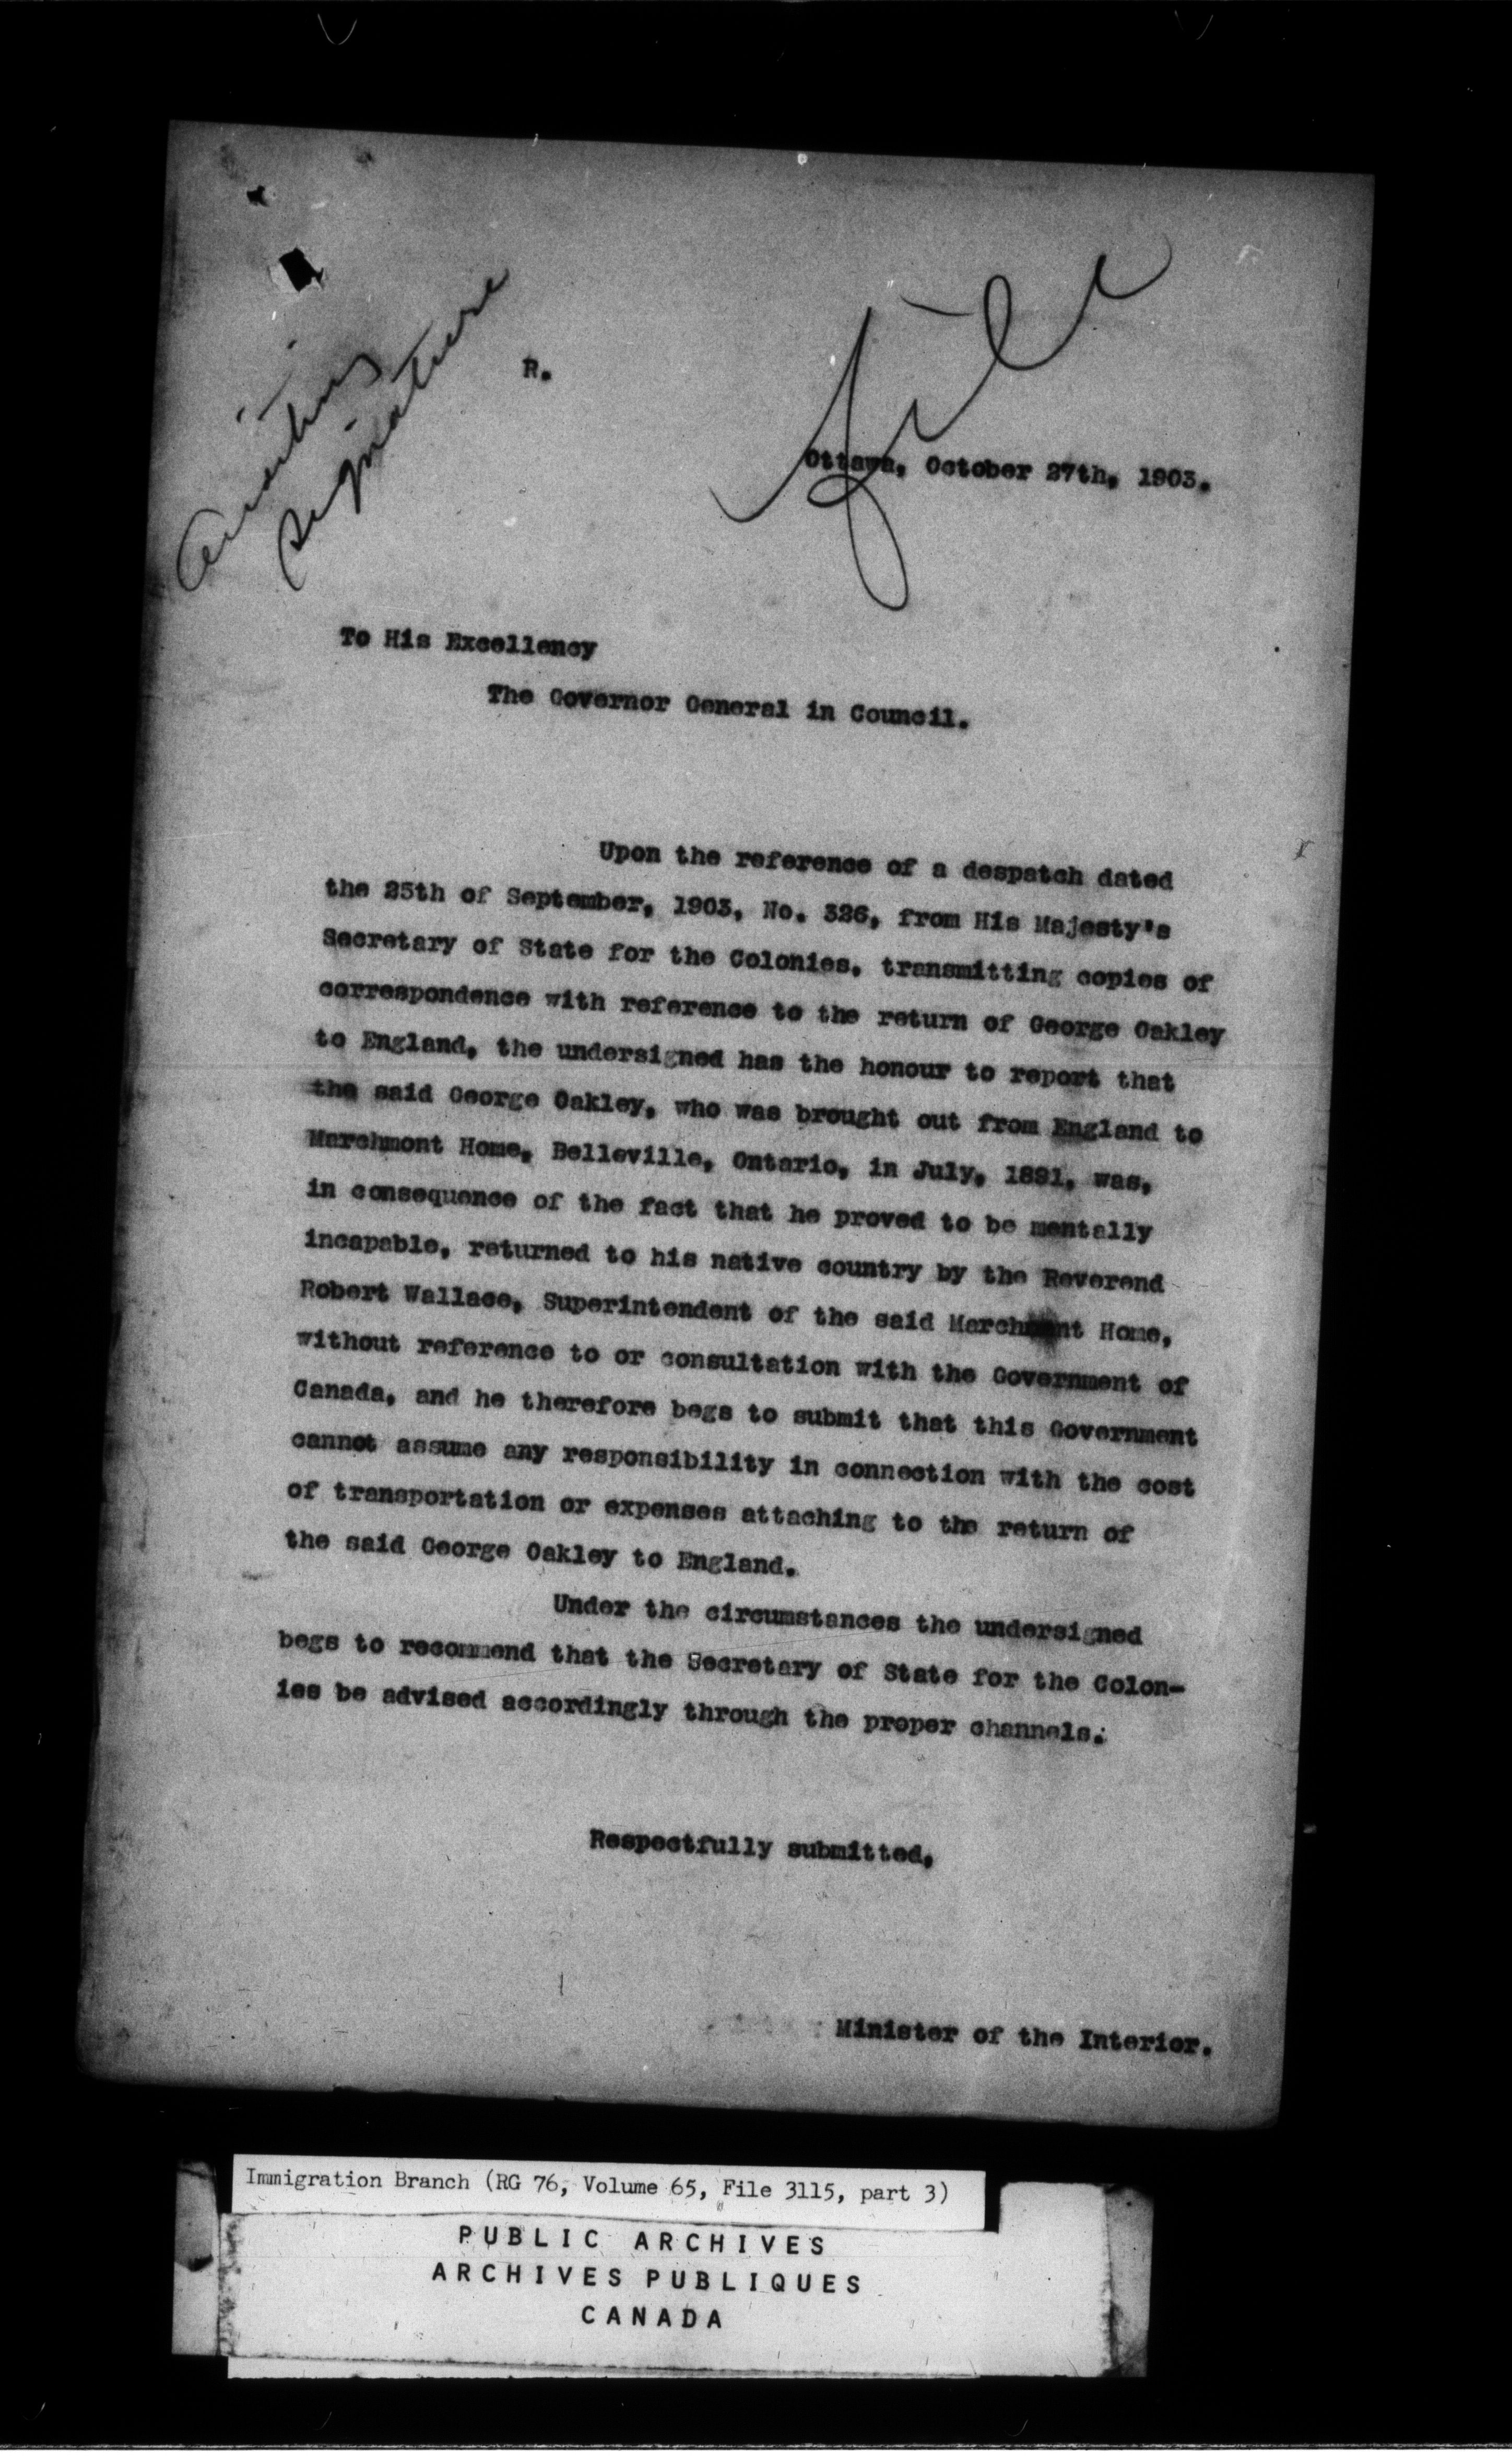 awaiting
signature
File
R.
Ottawa, October 27th, 1903.
To His Excellency
The Governor General in Council.
Upon the reference of a despatch dated
the 25th of September, 1903, No. 326, from His Majesty's
Secretary of State for the Colonies, transmitting copies of
correspondence with reference to the return of George Oakley
to England, the undersigned has the honour to report that
the said George Oakley, who was brought out from England to
Marchmont Home, Belleville, Ontario, in July, 1891, was,
in consequence of the fact that he proved to be mentally
incapable, returned to his native country by the Reverend
Robert Wallace, Superintendent of the said Marchmont Home,
without reference to or consultation with the Government of
Canada, and he therefore begs to submit that this Government
cannot assume any responsibility in connection with the cost
of transportation or expenses attaching to the return of
the said George Oakley to England.
Under the circumstances the undersigned
begs to recommend that the Secretary of State for the Colon-
ies be advised accordingly through the proper channels.
Respectfully submitted,
Minister of the Interior.
Immigration Branch (RG 76, Volume 65, File 3115, part 3)
PUBLIC ARCHIVES
ARCHIVES PUBLIQUES
CANADA